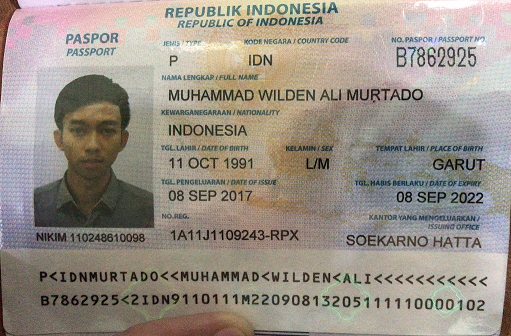 REPUBLIK INDONESIA
REPUBLIC OF INDONESIA
PASPOR
PASSPORT
JENIS / TYPE KODE NEGARA / COUNTRY CODE NO. PASPOR / PASSPORT NO.
P IDN B7862925
NAMA LENGKAP / FULL NAME
MUHAMMAD WILDEN ALI MURTADO
KEWARGANEGARAAN / NATIONALITY
INDONESIA
TGL. LAHIR / DATE OF BIRTH KELAMIN / SEX TEMPAT LAHIR / PLACE OF BIRTH
11 OCT 1991 L/M GARUT
TGL. PENGELUARAN / DATE OF ISSUE TGL. HABIS BERLAKU / DATE OF EXPIRY
08 SEP 2017 08 SEP 2022
NO. REG. KANTOR YANG MENGELUARKAN /
ISSUING OFFICE
NIKIM 110248610098 1A11J1109243-RPX SOEKARNO HATTA
P<IDNMURTADO<<MUHAMMAD<WILDEN<ALI<<<<<<<<<<<
B7862925<2IDN9110111M22090813205111110000102